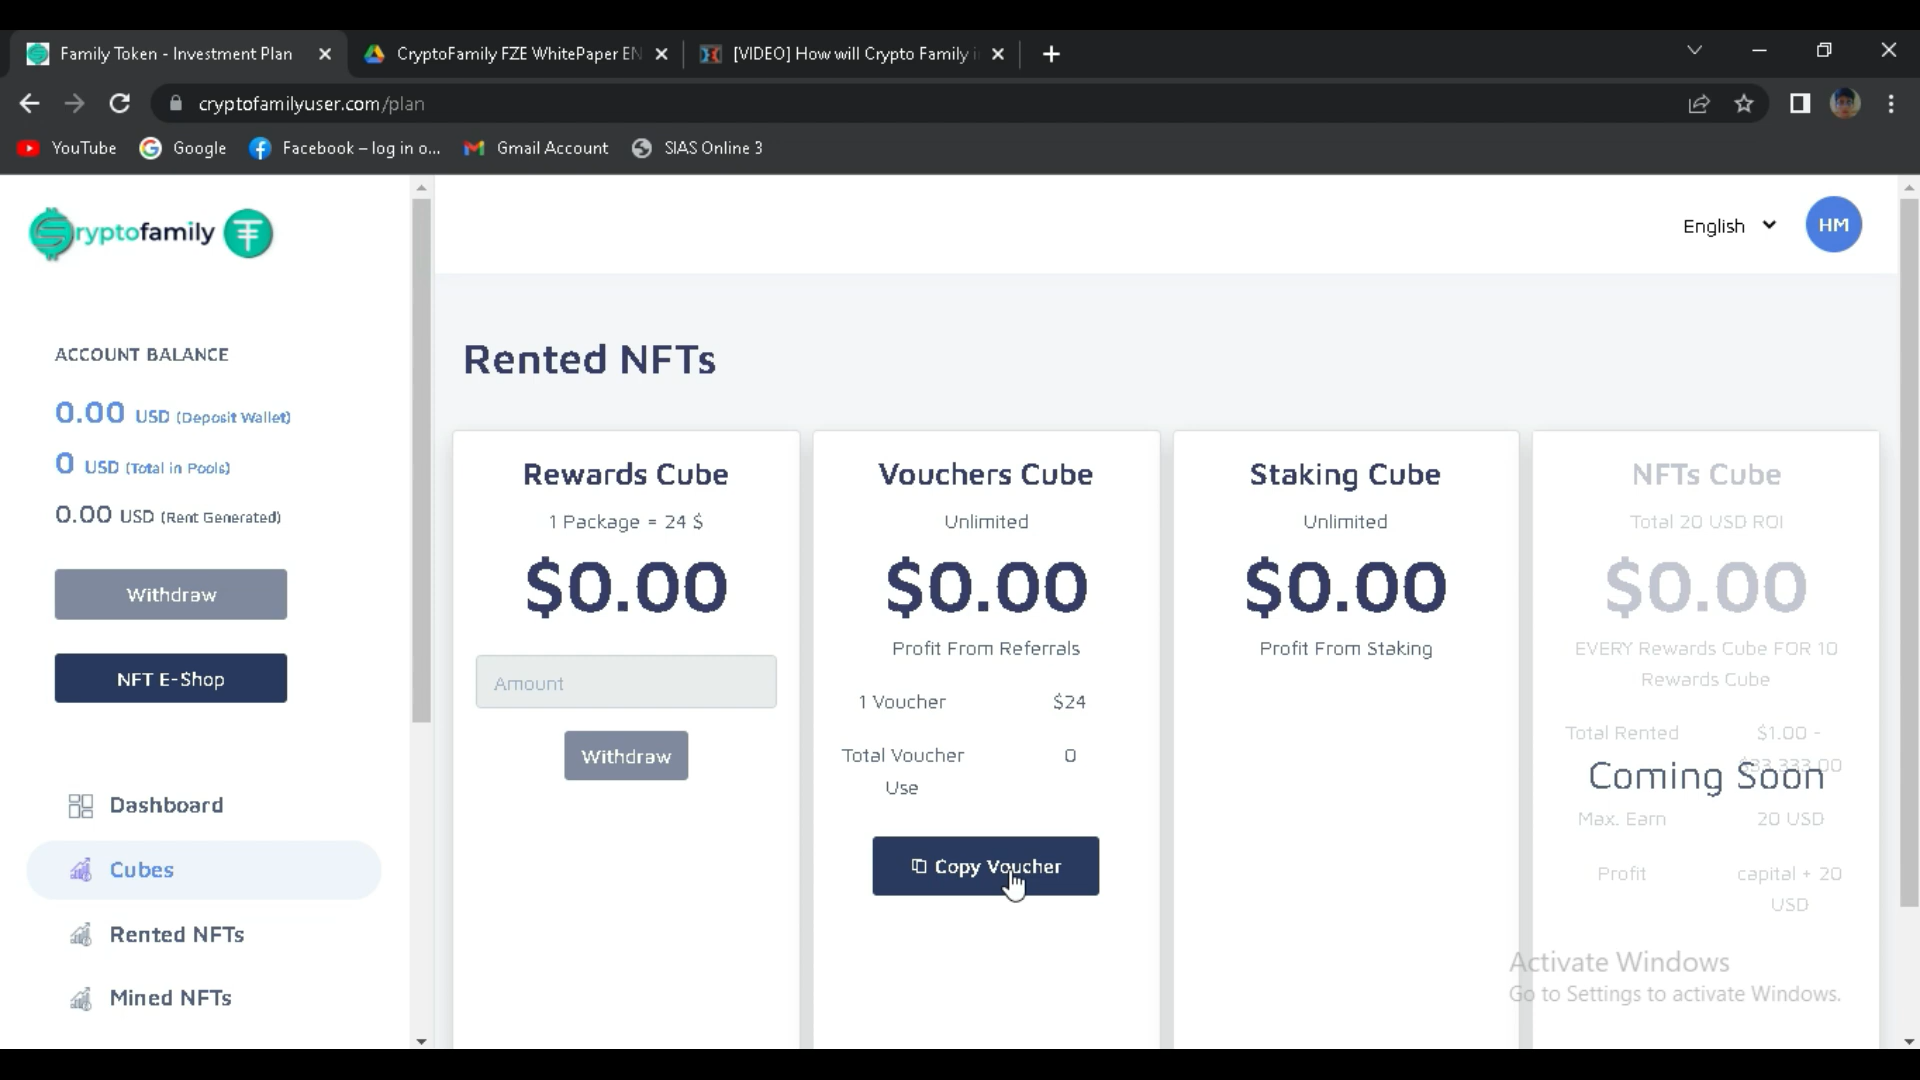 Family Token - Investment Plan
CryptoFamily FZE WhitePaper EN
[VIDEO] How will Crypto Family i
cryptofamilyuser.com/plan
YouTube
Google
Facebook – log in o...
Gmail Account
SIAS Online 3
ryptofamily
English
HM
ACCOUNT BALANCE
0.00 USD (Deposit Wallet)
0 USD (Total in Pools)
0.00 USD (Rent Generated)
Withdraw
NFT E-Shop
Dashboard
Cubes
Rented NFTs
Mined NFTs
Rented NFTs
Rewards Cube
1 Package = 24 $
$0.00
Amount
Withdraw
Vouchers Cube
Unlimited
$0.00
Profit From Referrals
1 Voucher $24
Total Voucher 0
Use
Copy Voucher
Staking Cube
Unlimited
$0.00
Profit From Staking
NFTs Cube
Total 20 USD ROI
$0.00
EVERY Rewards Cube FOR 10
Rewards Cube
Total Rented $1.00 -
$33,333.00
Coming Soon
Max. Earn 20 USD
Profit capital + 20
USD
Activate Windows
Go to Settings to activate Windows.